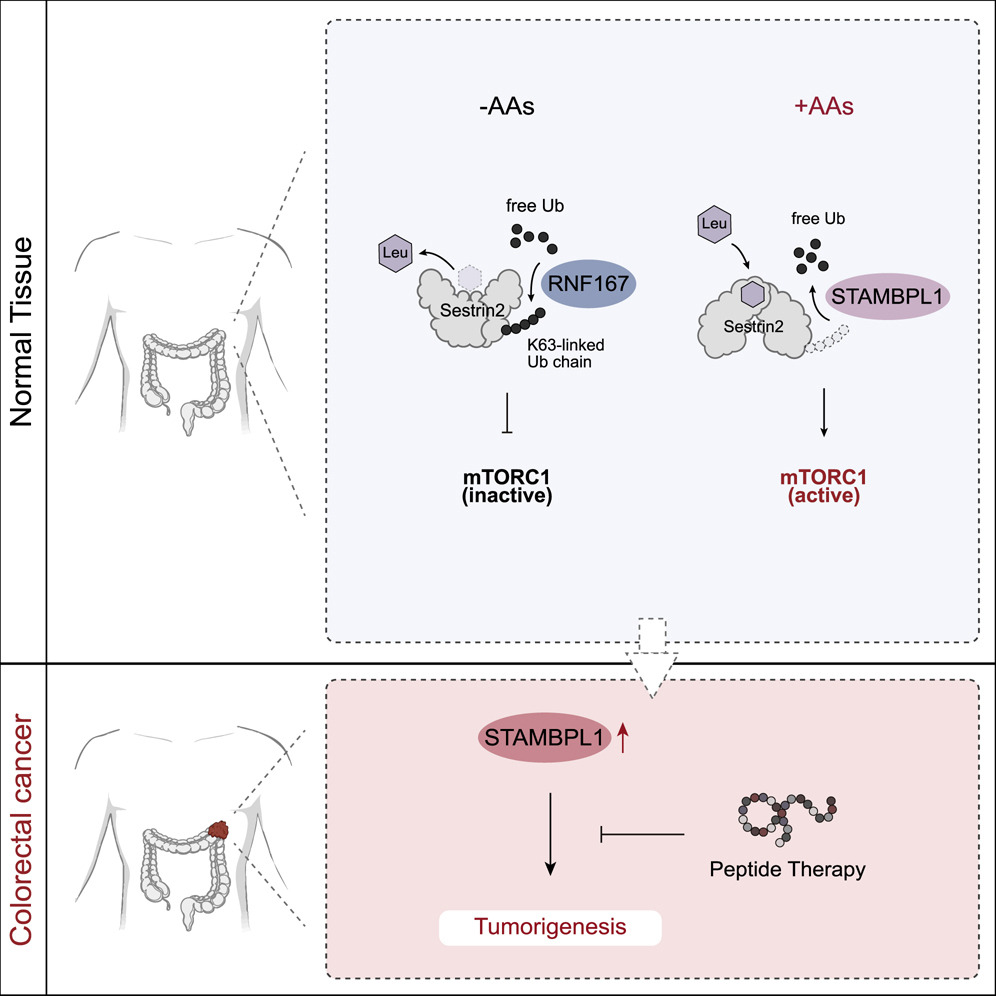 Normal Tissue
-AAs
+AAs
free Ub
Leu
Sestrin2
RNF167
K63-linked
Ub chain
mTORC1
(inactive)
Leu
free Ub
Sestrin2
STAMBPL1
mTORC1
(active)
Colorectal cancer
STAMBPL1
Peptide Therapy
Tumorigenesis